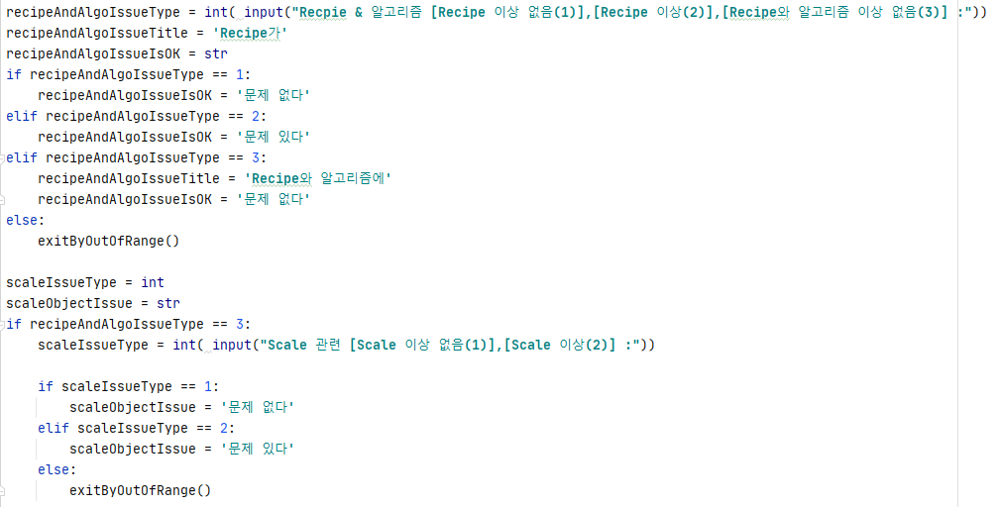 recipeAndAlgoIssueType = int( input("Recpie & 알고리즘 [Recipe 이상 없음(1)],[Recipe 이상(2)],[Recipe와 알고리즘 이상 없음(3)] :"))
recipeAndAlgoIssueTitle = 'Recipe가'
recipeAndAlgoIssueIsOK = str
if recipeAndAlgoIssueType == 1:
    recipeAndAlgoIssueIsOK = '문제 없다'
elif recipeAndAlgoIssueType == 2:
    recipeAndAlgoIssueIsOK = '문제 있다'
elif recipeAndAlgoIssueType == 3:
    recipeAndAlgoIssueTitle = 'Recipe와 알고리즘에'
    recipeAndAlgoIssueIsOK = '문제 없다'
else:
    exitByOutOfRange()

scaleIssueType = int
scaleObjectIssue = str
if recipeAndAlgoIssueType == 3:
    scaleIssueType = int( input("Scale 관련 [Scale 이상 없음(1)],[Scale 이상(2)] :"))

    if scaleIssueType == 1:
        scaleObjectIssue = '문제 없다'
    elif scaleIssueType == 2:
        scaleObjectIssue = '문제 있다'
    else:
        exitByOutOfRange()